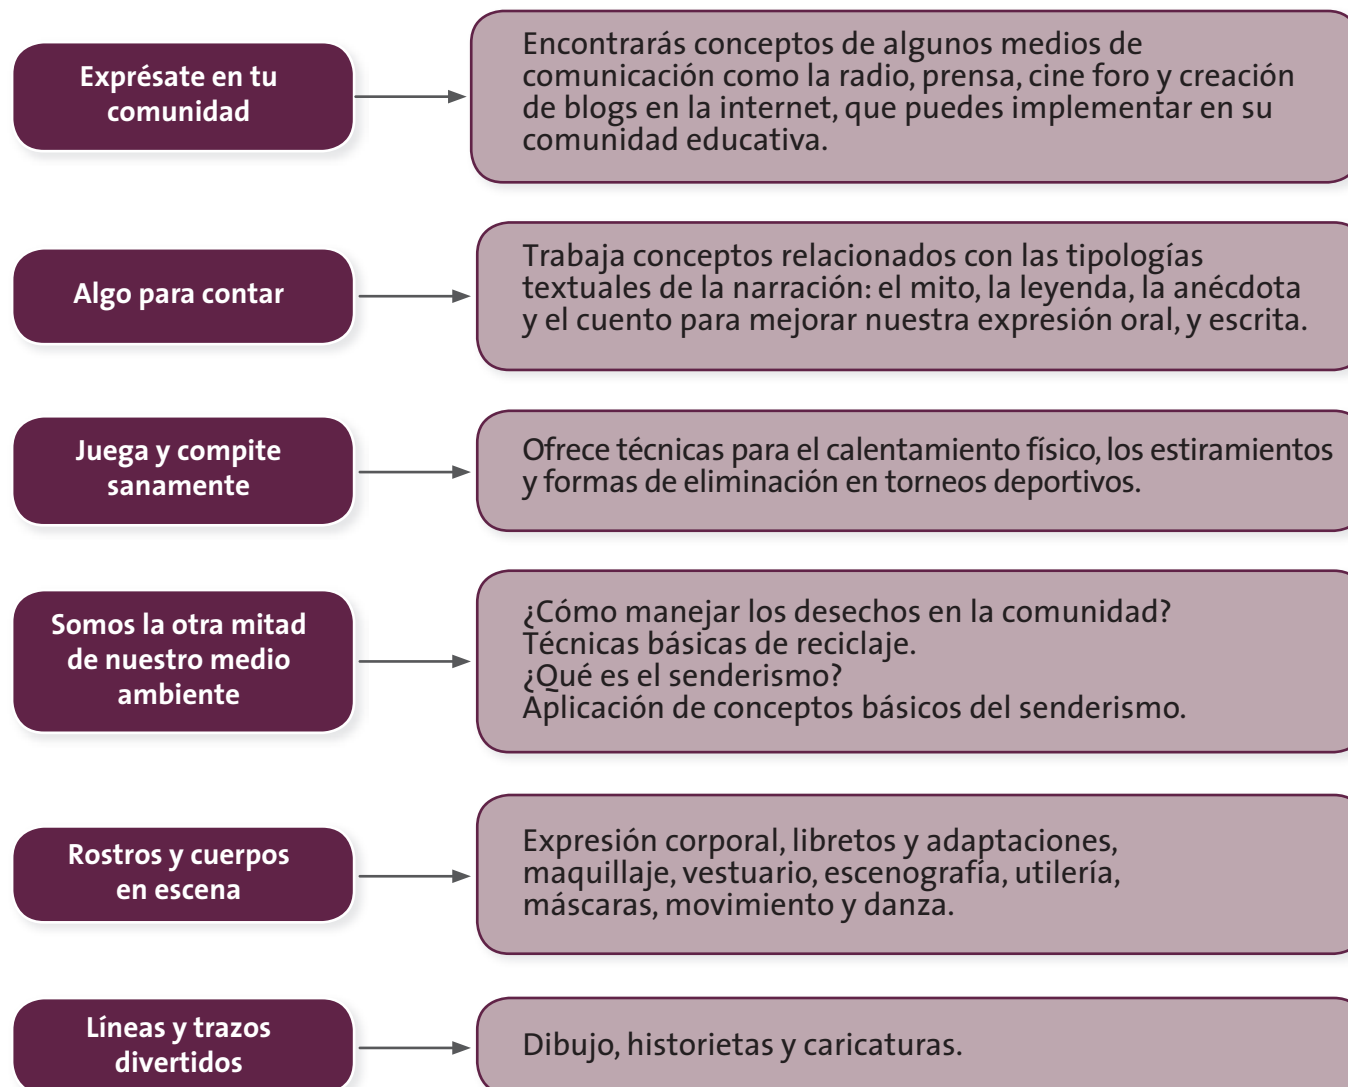 Exprésate en tu
comunidad
Encontrarás conceptos de algunos medios de
comunicación como la radio, prensa, cine foro y creación
de blogs en la internet, que puedes implementar en su
comunidad educativa.
Algo para contar
Trabaja conceptos relacionados con las tipologías
textuales de la narración: el mito, la leyenda, la anécdota
y el cuento para mejorar nuestra expresión oral, y escrita.
Juega y compite
sanamente
Ofrece técnicas para el calentamiento físico, los estiramientos
y formas de eliminación en torneos deportivos.
Somos la otra mitad
de nuestro medio
ambiente
¿Cómo manejar los desechos en la comunidad?
Técnicas básicas de reciclaje.
¿Qué es el senderismo?
Aplicación de conceptos básicos del senderismo.
Rostros y cuerpos
en escena
Expresión corporal, libretos y adaptaciones,
maquillaje, vestuario, escenografía, utilería,
máscaras, movimiento y danza.
Líneas y trazos
divertidos
Dibujo, historietas y caricaturas.